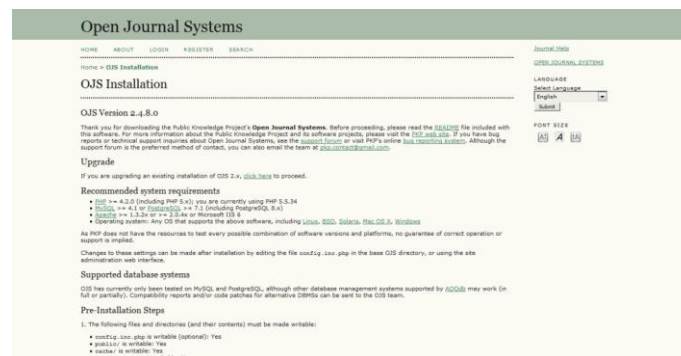 Open Journal Systems
HOME ABOUT LOGIN REGISTER SEARCH
Home > OJS Installation
OJS Installation
OJS Version 2.4.8.0
Thank you for downloading the Public Knowledge Project's Open Journal Systems. Before proceeding, please read the README file included with
this software. For more information about the Public Knowledge Project and its software projects, please visit the PKP web site. If you have bug
reports or technical support inquiries about Open Journal Systems, see the support forum or visit PKP's online bug reporting system. Although the
support forum is the preferred method of contact, you can also email the team at pkp.contact@gmail.com.
Upgrade
If you are upgrading an existing installation of OJS 2.x, click here to proceed.
Recommended system requirements
• PHP >= 4.2.0 (including PHP 5.x); you are currently using PHP 5.5.34
• MySQL >= 4.1 or PostgreSQL >= 7.1 (including PostgreSQL 8.x)
• Apache >= 1.3.2x or >= 2.0.4x or Microsoft IIS 6
• Operating system: Any OS that supports the above software, including Linux, BSD, Solaris, Mac OS X, Windows
As PKP does not have the resources to test every possible combination of software versions and platforms, no guarantee of correct operation or
support is implied.
Changes to these settings can be made after installation by editing the file config.inc.php in the base OJS directory, or using the site
administration web interface.
Supported database systems
OJS has currently only been tested on MySQL and PostgreSQL, although other database management systems supported by ADOdb may work (in
full or partially). Compatibility reports and/or code patches for alternative DBMSs can be sent to the OJS team.
Pre-Installation Steps
1. The following files and directories (and their contents) must be made writable:
• config.inc.php is writable (optional): Yes
• public/ is writable: Yes
• cache/ is writable: Yes
Journal Help
OPEN JOURNAL SYSTEMS
LANGUAGE
Select Language
English
Submit
FONT SIZE
A A A